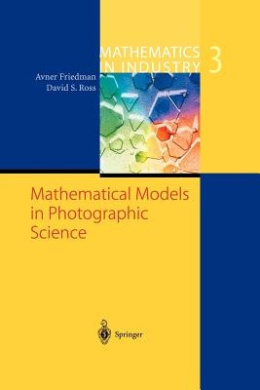 MATHEMATICS
IN INDUSTRY 3
Avner Friedman
David S. Ross
Mathematical Models
in Photographic
Science
Springer